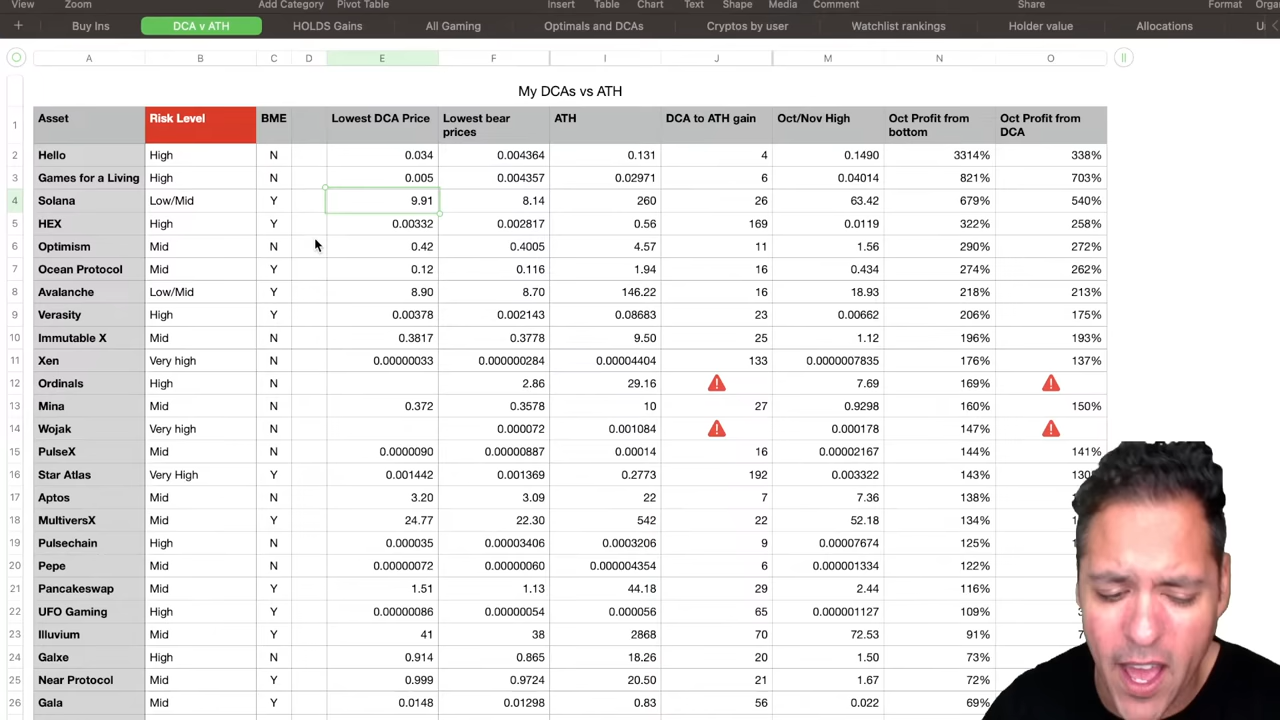 View Zoom Add Category Pivot Table Insert Table Chart Text Shape Media Comment Share Format
Buy Ins DCA v ATH HOLDS Gains All Gaming Optimals and DCAs Cryptos by user Watchlist rankings Holder value Allocations
A B C D E F I J M N O
My DCAs vs ATH
1 Asset Risk Level BME Lowest DCA Price Lowest bear prices ATH DCA to ATH gain Oct/Nov High Oct Profit from bottom Oct Profit from DCA
2 Hello High N 0.034 0.004364 0.131 4 0.1490 3314% 338%
3 Games for a Living High N 0.005 0.004357 0.02971 6 0.04014 821% 703%
4 Solana Low/Mid Y 9.91 8.14 260 26 63.42 679% 540%
5 HEX High Y 0.00332 0.002817 0.56 169 0.0119 322% 258%
6 Optimism Mid N 0.42 0.4005 4.57 11 1.56 290% 272%
7 Ocean Protocol Mid Y 0.12 0.116 1.94 16 0.434 274% 262%
8 Avalanche Low/Mid Y 8.90 8.70 146.22 16 18.93 218% 213%
9 Verasity High Y 0.00378 0.002143 0.08683 23 0.00662 206% 175%
10 Immutable X Mid N 0.3817 0.3778 9.50 25 1.12 196% 193%
11 Xen Very high N 0.00000033 0.000000284 0.00004404 133 0.0000007835 176% 137%
12 Ordinals High N 2.86 29.16 7.69 169%
13 Mina Mid N 0.372 0.3578 10 27 0.9298 160% 150%
14 Wojak Very high N 0.000072 0.001084 0.000178 147%
15 PulseX Mid N 0.0000090 0.00000887 0.00014 16 0.00002167 144% 141%
16 Star Atlas Very High Y 0.001442 0.001369 0.2773 192 0.003322 143%
17 Aptos Mid N 3.20 3.09 22 7 7.36 138%
18 MultiversX Mid Y 24.77 22.30 542 22 52.18 134%
19 Pulsechain High N 0.000035 0.00003406 0.0003206 9 0.00007674 125%
20 Pepe Mid N 0.00000072 0.00000060 0.000004354 6 0.000001334 122%
21 Pancakeswap Mid Y 1.51 1.13 44.18 29 2.44 116%
22 UFO Gaming High Y 0.00000086 0.00000054 0.000056 65 0.000001127 109%
23 Illuvium Mid Y 41 38 2868 70 72.53 91%
24 Galxe High N 0.914 0.865 18.26 20 1.50 73%
25 Near Protocol Mid Y 0.999 0.9724 20.50 21 1.67 72%
26 Gala Mid Y 0.0148 0.01298 0.83 56 0.022 69%